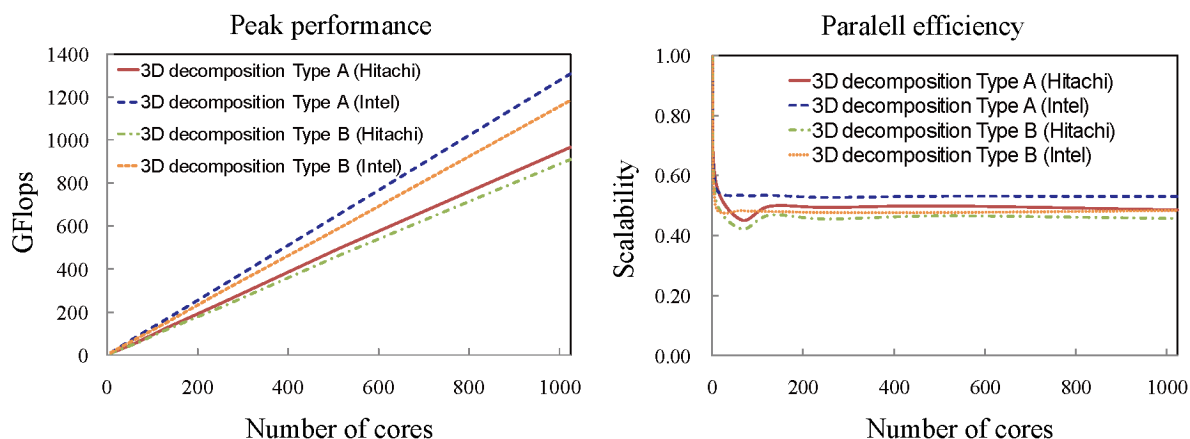 Peak performance
1400
1200
1000
800
600
400
200
0
GFlops
3D decomposition Type A (Hitachi)
3D decomposition Type A (Intel)
3D decomposition Type B (Hitachi)
3D decomposition Type B (Intel)
0 200 400 600 800 1000
Number of cores
Paralell efficiency
1.00
0.80
0.60
0.40
0.20
0.00
Scalability
3D decomposition Type A (Hitachi)
3D decomposition Type A (Intel)
3D decomposition Type B (Hitachi)
3D decomposition Type B (Intel)
0 200 400 600 800 1000
Number of cores